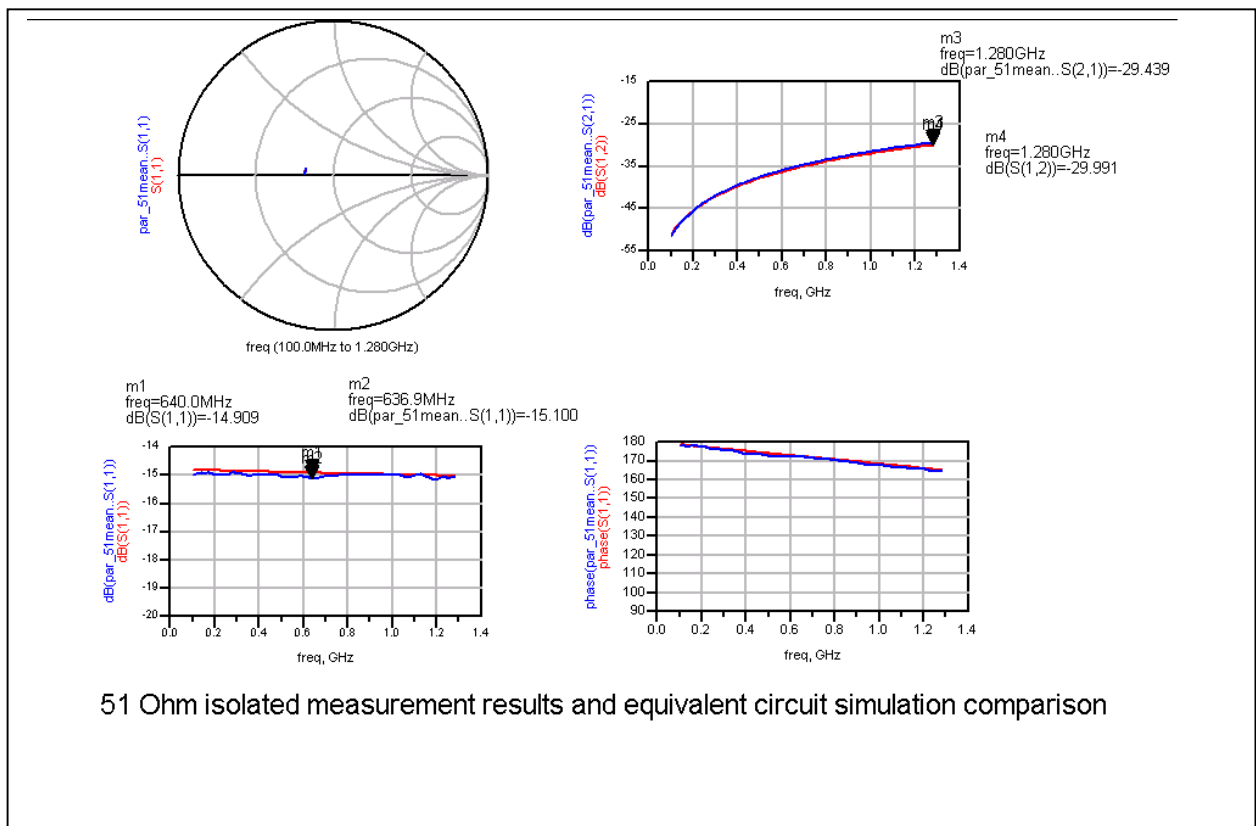 m3
freq=1.280GHz
dB(par_51mean..S(2,1))=-29.439
m4
freq=1.280GHz
dB(S(1,2))=-29.991
par_51mean..S(1,1)
S(1,1)
freq (100.0MHz to 1.280GHz)
dB(par_51mean..S(2,1))
dB(S(1,2))
-15
-25
-35
-45
-55
0.0 0.2 0.4 0.6 0.8 1.0 1.2 1.4
freq, GHz
m1
freq=640.0MHz
dB(S(1,1))=-14.909
m2
freq=636.9MHz
dB(par_51mean..S(1,1))=-15.100
dB(par_51mean..S(1,1))
dB(S(1,1))
-14
-15
-16
-17
-18
-19
-20
0.0 0.2 0.4 0.6 0.8 1.0 1.2 1.4
freq, GHz
phase(par_51mean..S(1,1))
phase(S(1,1))
180
170
160
150
140
130
120
110
100
90
0.0 0.2 0.4 0.6 0.8 1.0 1.2 1.4
freq, GHz
51 Ohm isolated measurement results and equivalent circuit simulation comparison